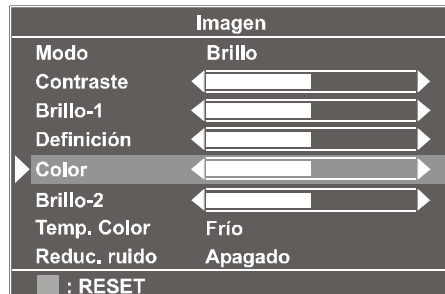 Imagen
Modo Brillo
Contraste
Brillo-1
Definición
Color
Brillo-2
Temp. Color Frío
Reduc. ruido Apagado
: RESET